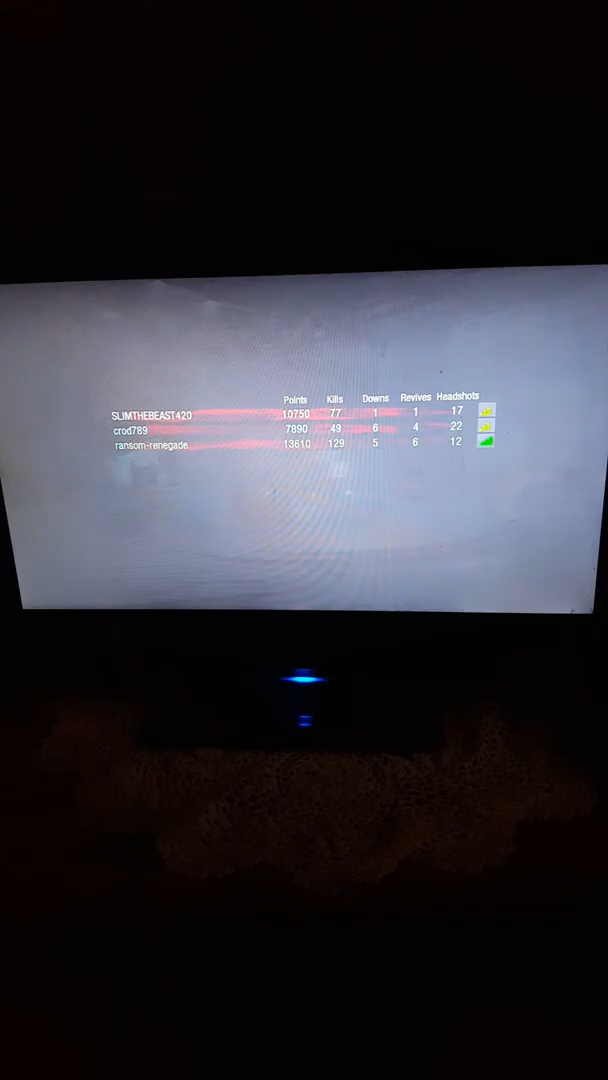 Points Kills Downs Revives Headshots
SLIMTHEBEAST420 10750 77 1 1 17
crod789 7890 49 6 4 22
ransom-renegade 13610 129 5 6 12